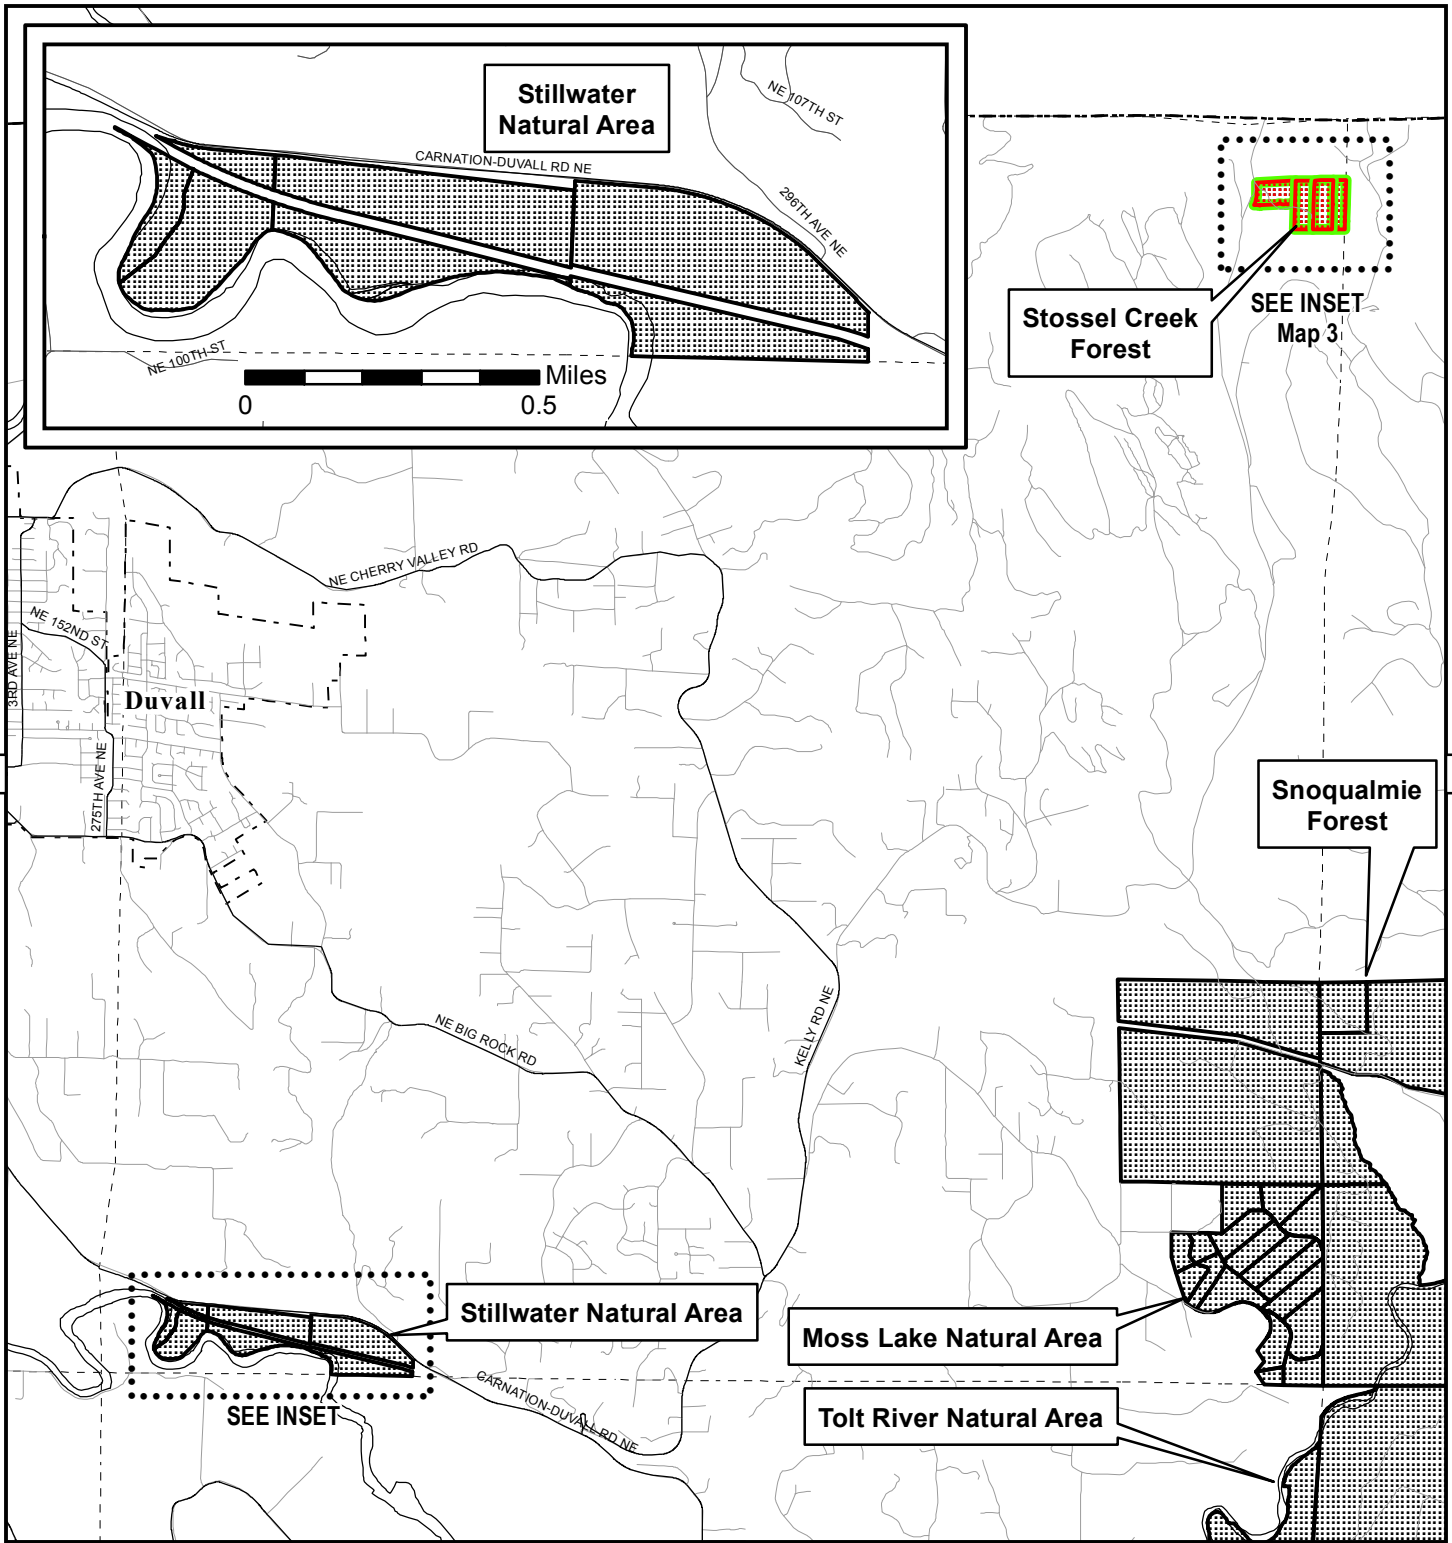 Stillwater
Natural Area
NE 107TH ST
CARNATION-DUVALL RD NE
296TH AVE NE
NE 100TH ST
Miles
0
0.5
Stossel Creek
Forest
SEE INSET
Map 3
NE CHERRY VALLEY RD
NE 152ND ST
3RD AVE NE
Duvall
275TH AVE NE
Snoqualmie
Forest
KELLY RD NE
NE BIG ROCK RD
Stillwater Natural Area
Moss Lake Natural Area
CARNATION-DUVALL RD NE
Tolt River Natural Area
SEE INSET